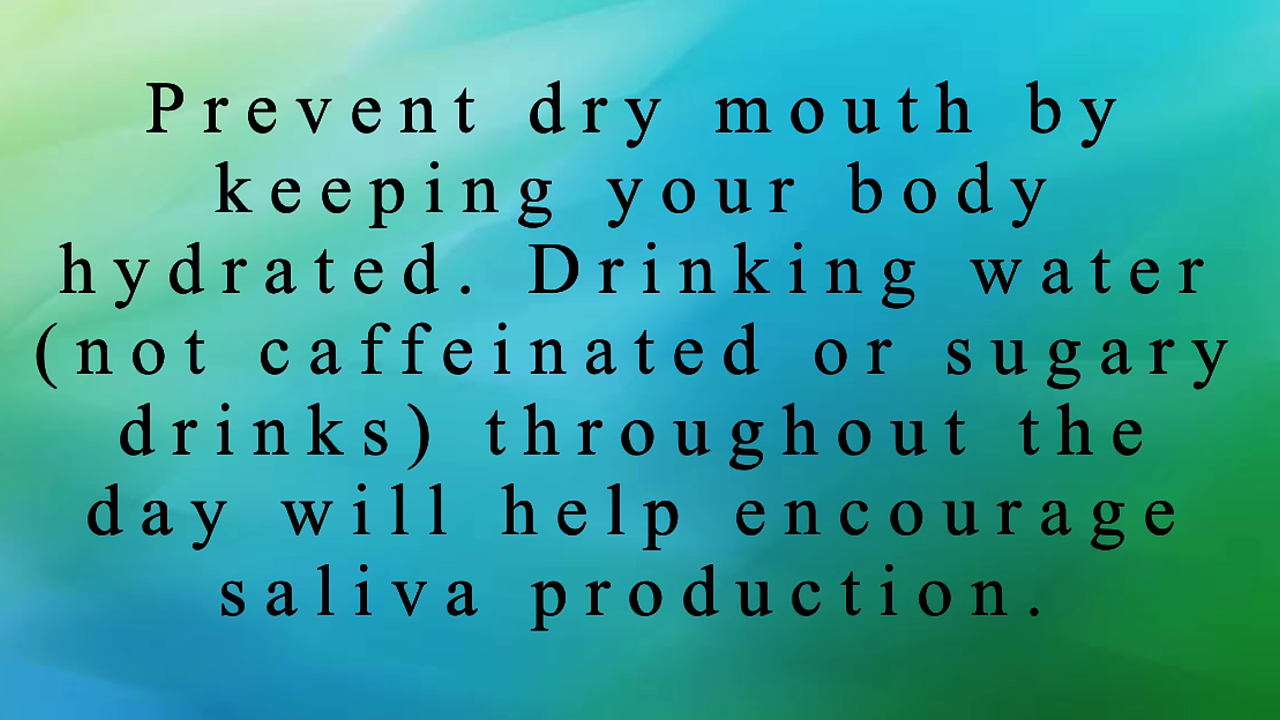 Prevent dry mouth by
keeping your body
hydrated. Drinking water
(not caffeinated or sugary
drinks) throughout the
day will help encourage
saliva production.